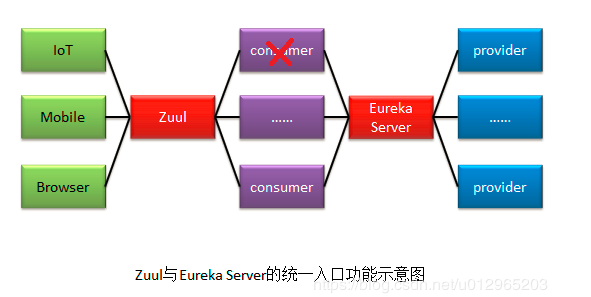 IoT
consumer
provider
Mobile
Zuul
......
Eureka
Server
......
Browser
consumer
provider
Zuul与Eureka Server的统一入口功能示意图
https://blog.csdn.net/u012965203